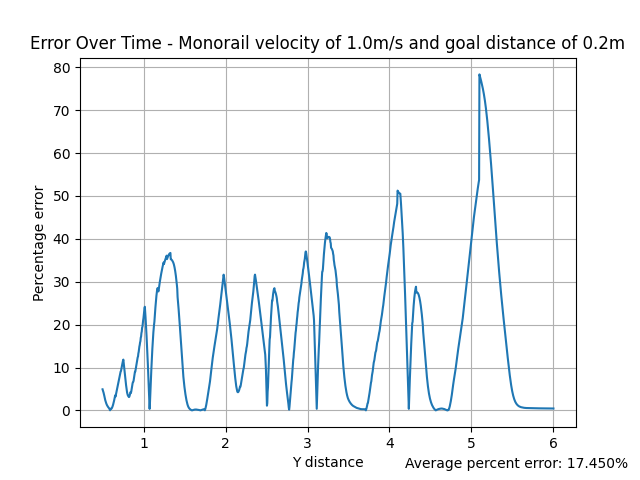 Error Over Time - Monorail velocity of 1.0m/s and goal distance of 0.2m
80
70
60
50
40
30
20
10
0
Percentage error
1 2 3 4 5 6
Y distance
Average percent error: 17.450%